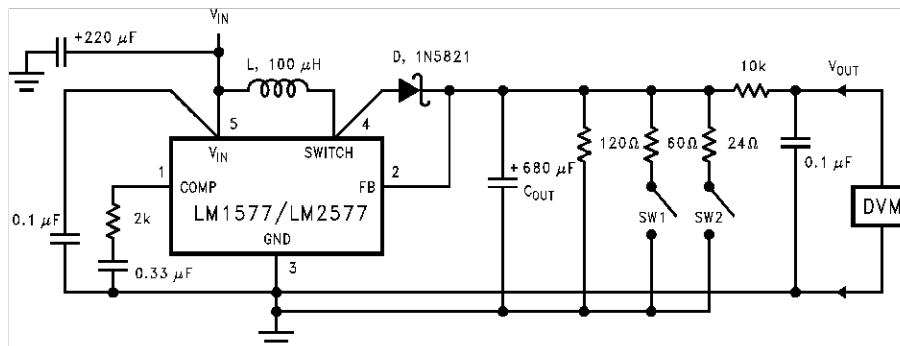 VIN
+220 µF
L, 100 µH
D, 1N5821
10k
VOUT
5
4
VIN
SWITCH
1
COMP
2
FB
LM1577/LM2577
GND
3
0.1 µF
2k
0.33 µF
+ 680 µF
COUT
120Ω
60Ω
24Ω
SW1
SW2
0.1 µF
DVM